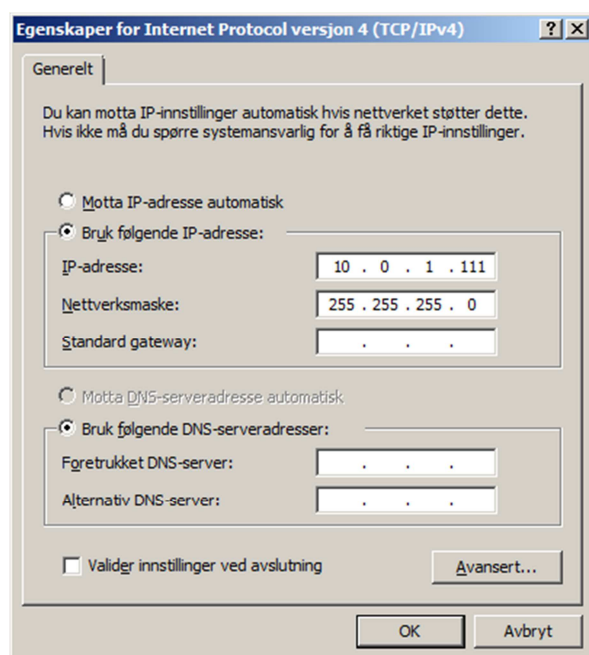 Egenskaper for Internet Protocol versjon 4 (TCP/IPv4)
Generelt
Du kan motta IP-innstillinger automatisk hvis nettverket støtter dette.
Hvis ikke må du spørre systemansvarlig for å få riktige IP-innstillinger.
Motta IP-adresse automatisk
Bruk følgende IP-adresse:
IP-adresse: 10 . 0 . 1 . 111
Nettverksmaske: 255 . 255 . 255 . 0
Standard gateway: . . .
Motta DNS-serveradresse automatisk
Bruk følgende DNS-serveradresser:
Foretrukket DNS-server: . . .
Alternativ DNS-server: . . .
Valider innstillinger ved avslutning Avansert...
OK Avbryt